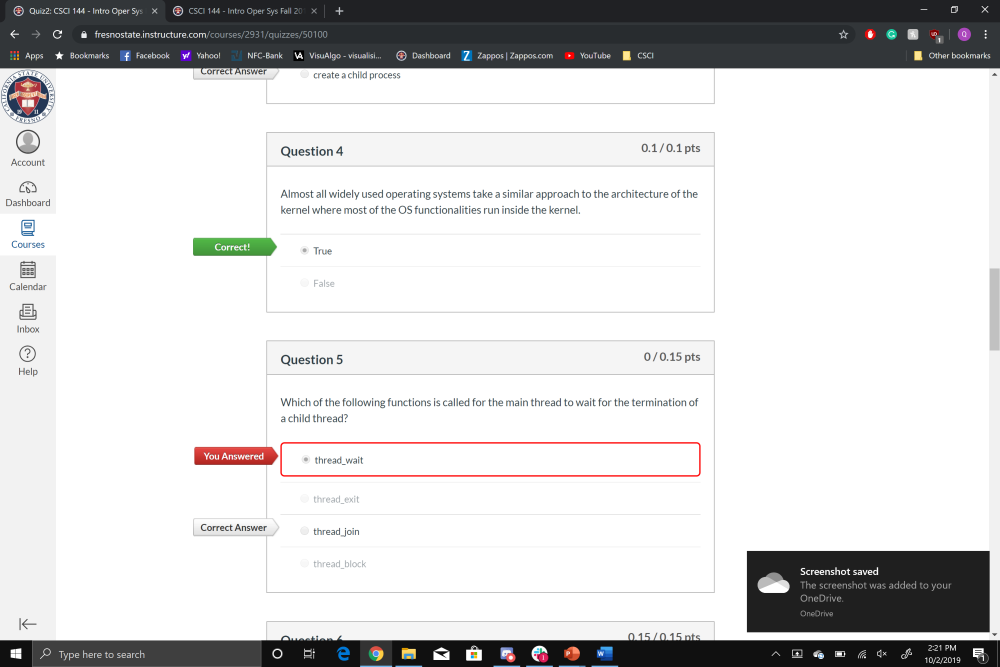 Quiz2: CSCI 144 - Intro Oper Sys
CSCI 144 - Intro Oper Sys Fall 20
fresnostate.instructure.com/courses/2931/quizzes/50100
Apps
Bookmarks
Facebook
Yahoo!
NFC-Bank
VisuAlgo - visualisi...
Dashboard
Zappos | Zappos.com
YouTube
CSCI
Other bookmarks
Account
Dashboard
Courses
Calendar
Inbox
Help
Correct Answer
create a child process
Question 4
0.1 / 0.1 pts
Almost all widely used operating systems take a similar approach to the architecture of the
kernel where most of the OS functionalities run inside the kernel.
Correct!
True
False
Question 5
0 / 0.15 pts
Which of the following functions is called for the main thread to wait for the termination of
a child thread?
You Answered
thread_wait
thread_exit
Correct Answer
thread_join
thread_block
Question 6
0.15 / 0.15 pts
Screenshot saved
The screenshot was added to your
OneDrive.
OneDrive
Type here to search
2:21 PM
10/2/2019